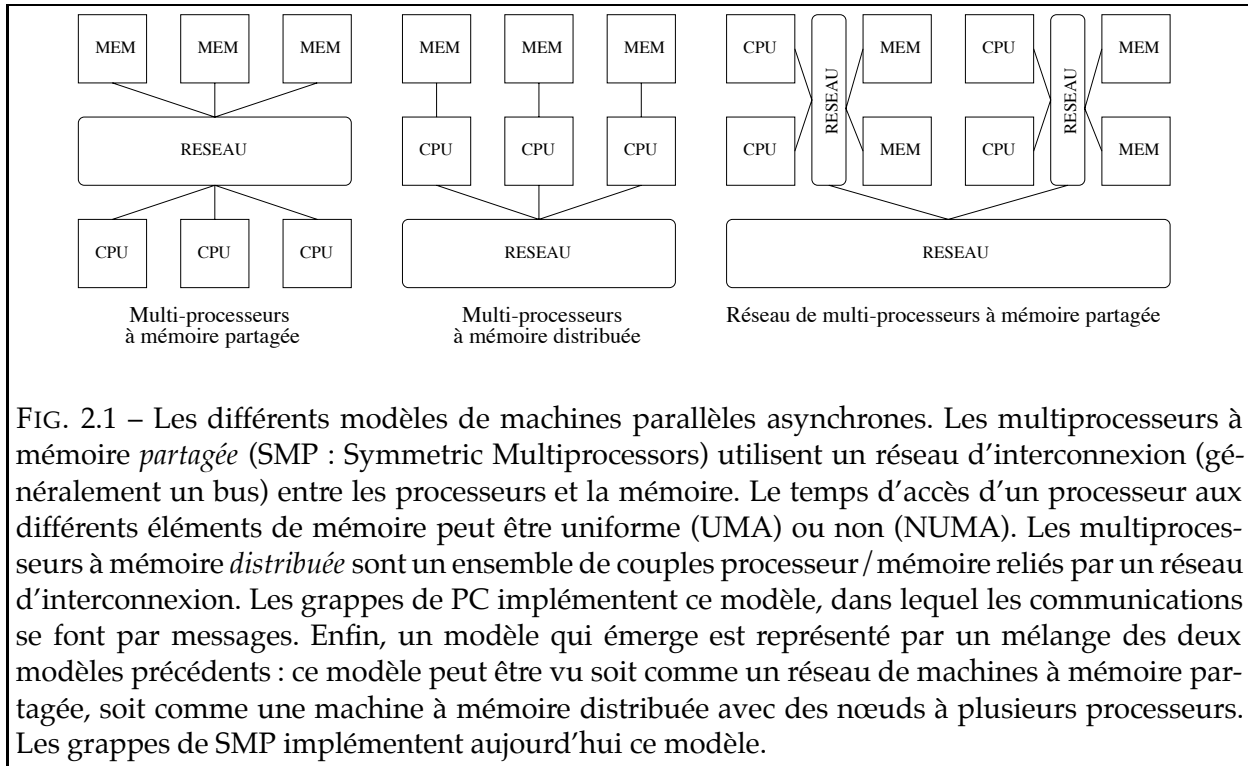 MEM MEM MEM MEM MEM MEM CPU RESEAU MEM CPU RESEAU MEM
RESEAU CPU CPU CPU CPU MEM CPU MEM
CPU CPU CPU RESEAU RESEAU
Multi-processeurs
à mémoire partagée
Multi-processeurs
à mémoire distribuée
Réseau de multi-processeurs à mémoire partagée
FIG. 2.1 – Les différents modèles de machines parallèles asynchrones. Les multiprocesseurs à
mémoire partagée (SMP : Symmetric Multiprocessors) utilisent un réseau d'interconnexion (gé-
néralement un bus) entre les processeurs et la mémoire. Le temps d'accès d'un processeur aux
différents éléments de mémoire peut être uniforme (UMA) ou non (NUMA). Les multiproces-
seurs à mémoire distribuée sont un ensemble de couples processeur/mémoire reliés par un réseau
d'interconnexion. Les grappes de PC implémentent ce modèle, dans lequel les communications
se font par messages. Enfin, un modèle qui émerge est représenté par un mélange des deux
modèles précédents : ce modèle peut être vu soit comme un réseau de machines à mémoire par-
tagée, soit comme une machine à mémoire distribuée avec des nœuds à plusieurs processeurs.
Les grappes de SMP implémentent aujourd'hui ce modèle.